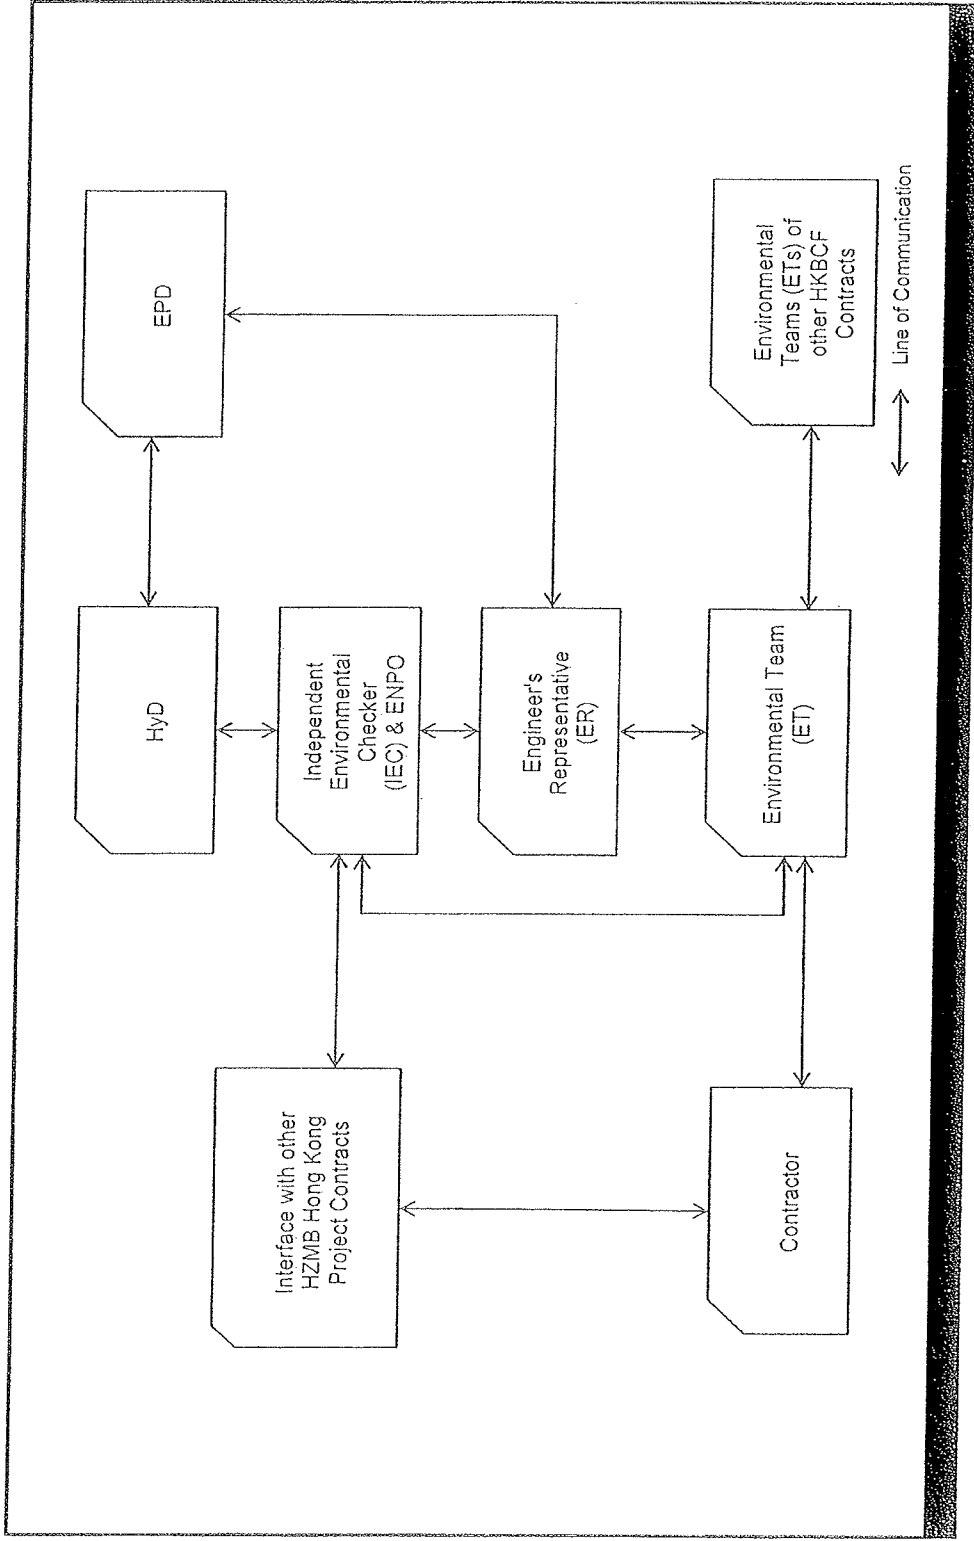 HyD
EPD
Interface with other
HZMB Hong Kong
Project Contracts
Independent
Environmental
Checker
(IEC) & ENPO
Engineer's
Representative
(ER)
Contractor
Environmental Team
(ET)
Environmental
Teams (ETs) of
other HKBCF
Contracts
Line of Communication